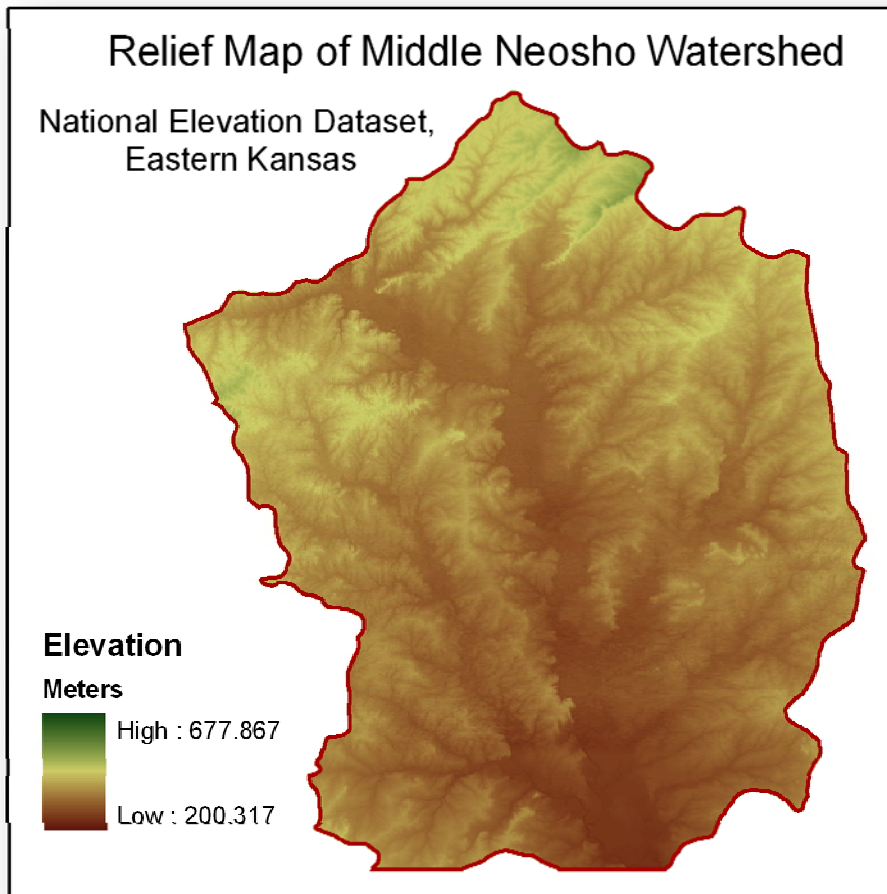 Relief Map of Middle Neosho Watershed
National Elevation Dataset,
Eastern Kansas
Elevation
Meters
High : 677.867
Low : 200.317